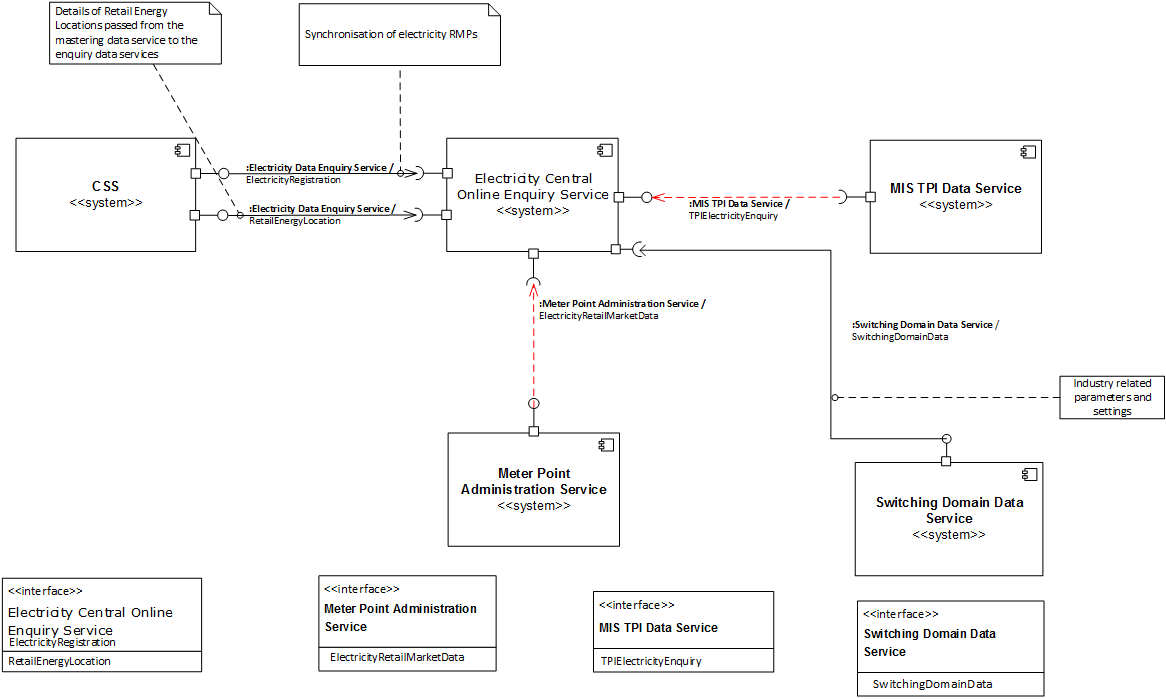 Details of Retail Energy
Locations passed from the
mastering data service to the
enquiry data services
Synchronisation of electricity RMPs
CSS
<<system>>
:Electricity Data Enquiry Service /
ElectricityRegistration
:Electricity Data Enquiry Service /
RetailEnergyLocation
Electricity Central
Online Enquiry Service
<<system>>
:MIS TPI Data Service /
TPIElectricityEnquiry
MIS TPI Data Service
<<system>>
:Meter Point Administration Service /
ElectricityRetailMarketData
:Switching Domain Data Service /
SwitchingDomainData
Industry related
parameters and
settings
Meter Point
Administration Service
<<system>>
Switching Domain Data
Service
<<system>>
<<interface>>
Electricity Central Online
Enquiry Service
ElectricityRegistration
RetailEnergyLocation
<<interface>>
Meter Point Administration
Service
ElectricityRetailMarketData
<<interface>>
MIS TPI Data Service
TPIElectricityEnquiry
<<interface>>
Switching Domain Data
Service
SwitchingDomainData